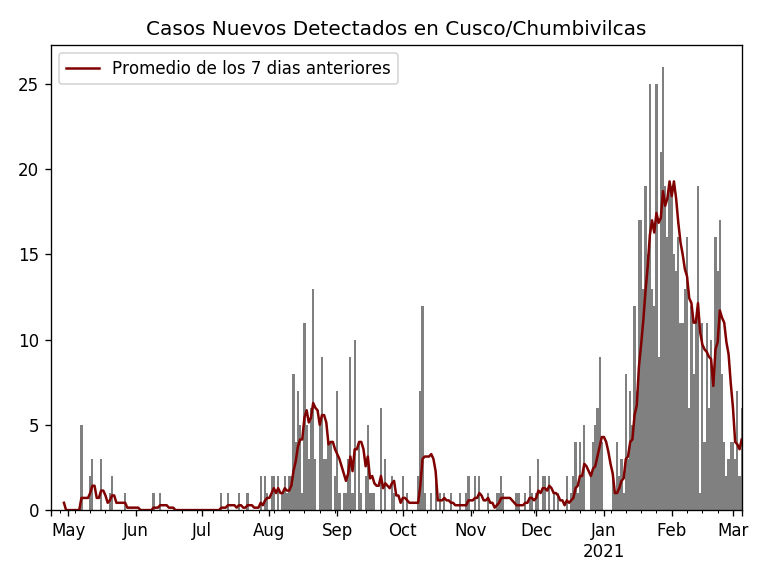 Casos Nuevos Detectados en Cusco/Chumbivilcas
Promedio de los 7 dias anteriores
25
20
15
10
5
0
May Jun Jul Aug Sep Oct Nov Dec Jan Feb Mar
2021